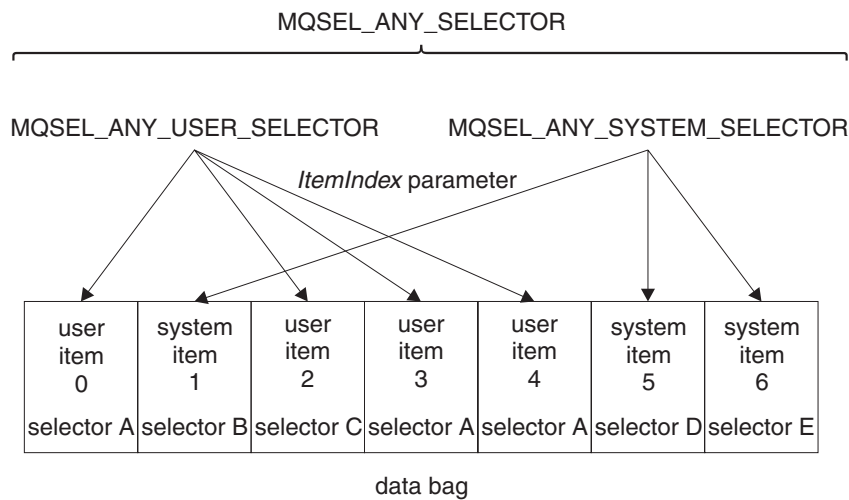 MQSEL_ANY_SELECTOR
MQSEL_ANY_USER_SELECTOR
MQSEL_ANY_SYSTEM_SELECTOR
ItemIndex parameter
user item 0 selector A
system item 1 selector B
user item 2 selector C
user item 3 selector A
user item 4 selector A
system item 5 selector D
system item 6 selector E
data bag